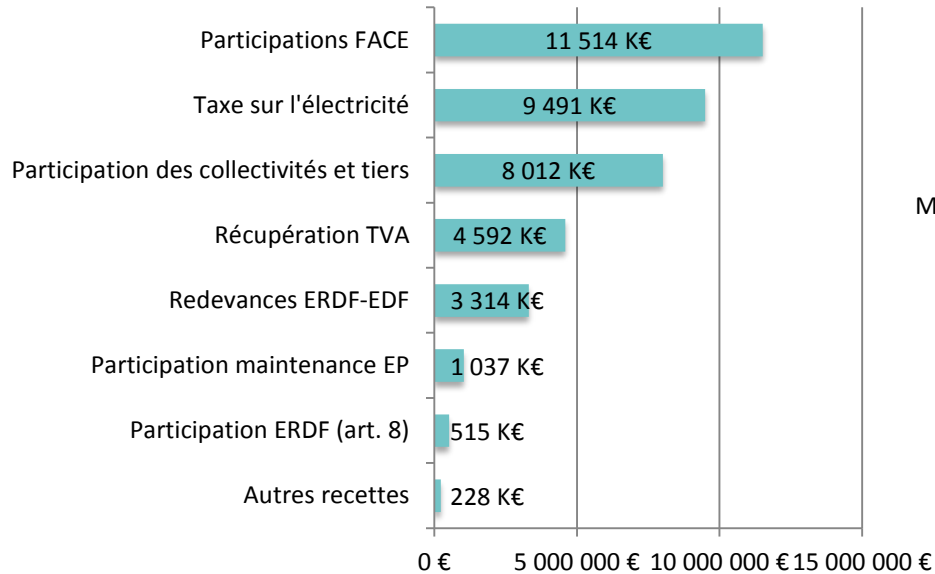 Participations FACE 11 514 K€
Taxe sur l'électricité 9 491 K€
Participation des collectivités et tiers 8 012 K€
M
Récupération TVA 4 592 K€
Redevances ERDF-EDF 3 314 K€
Participation maintenance EP 1 037 K€
Participation ERDF (art. 8) 515 K€
Autres recettes 228 K€
0 € 5 000 000 € 10 000 000 € 15 000 000 €